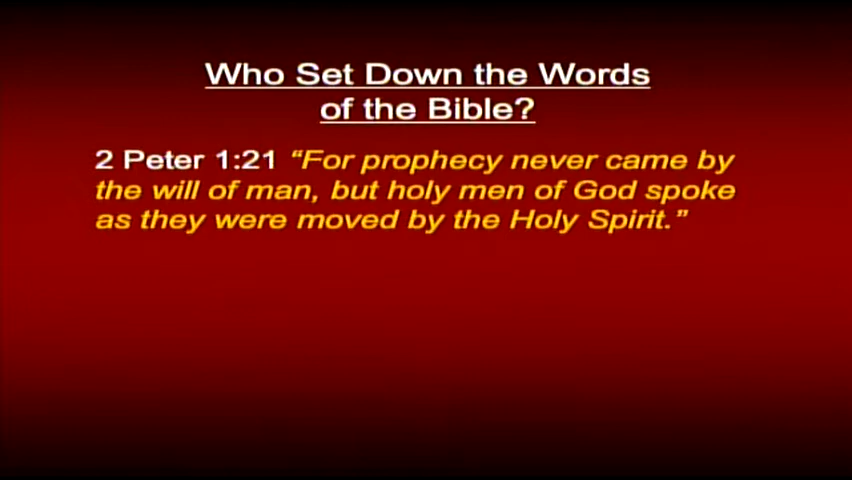 Who Set Down the Words
of the Bible?
2 Peter 1:21 “For prophecy never came by
the will of man, but holy men of God spoke
as they were moved by the Holy Spirit.”